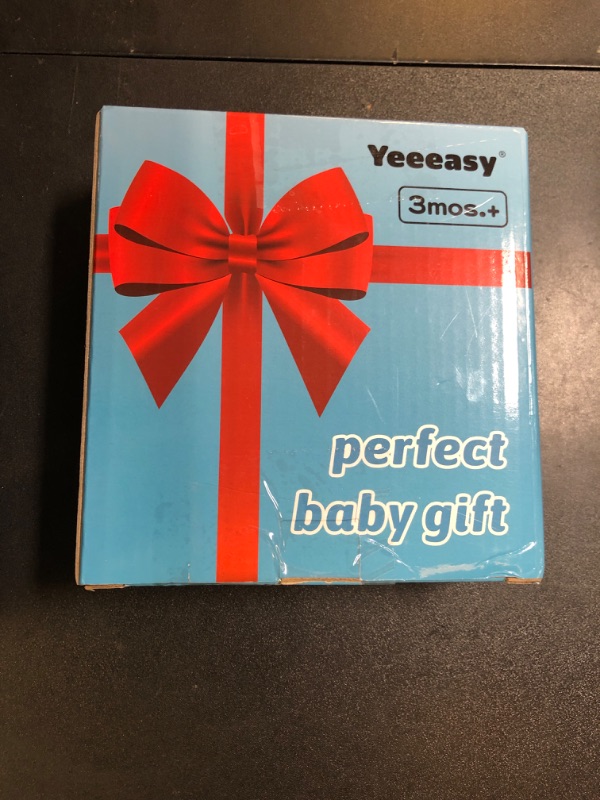 Yeeeasy®
3mos.+
perfect
baby gift